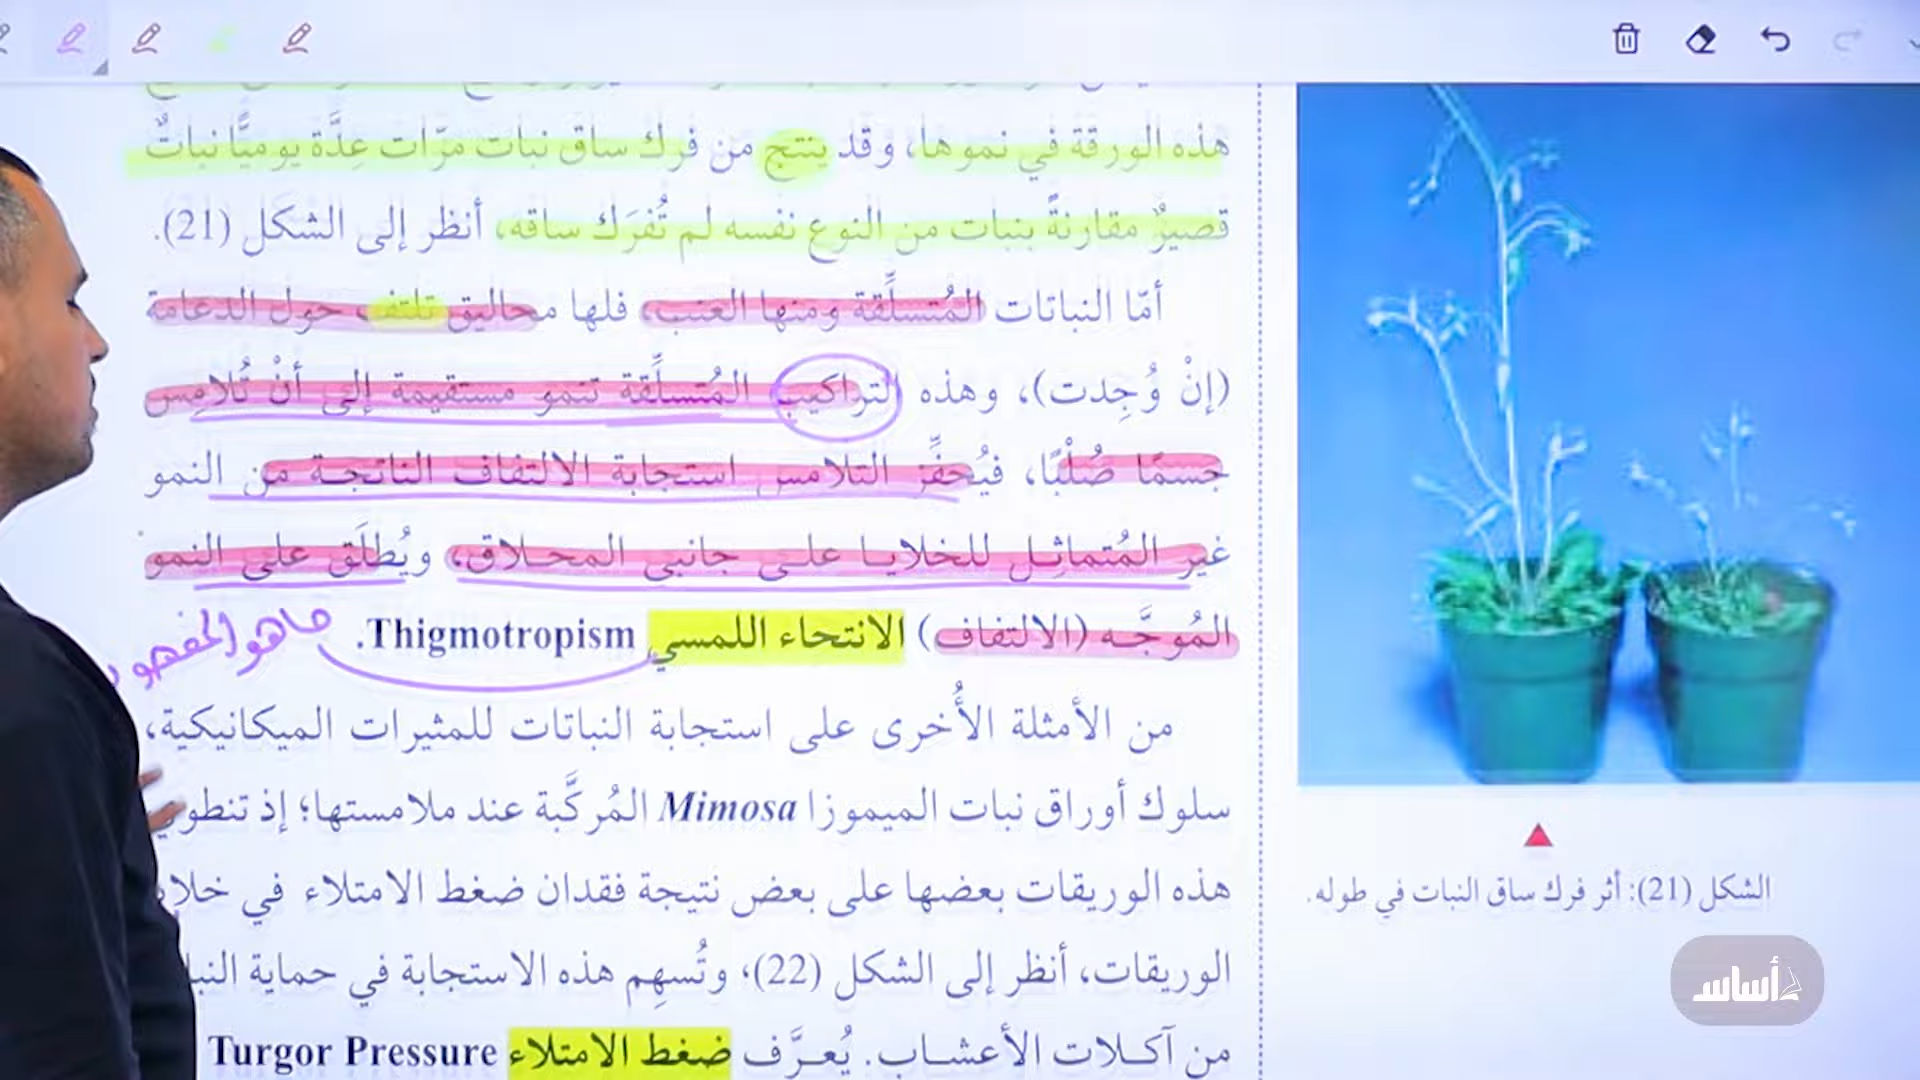 هذه الورقة في نموها، وقد ينتج من فرك ساق نبات مرّات عِدَّة يوميًّا نباتٌ
قصيرٌ مقارنةً بنبات من النوع نفسه لم تُفرَك ساقه، أنظر إلى الشكل (21).
أمّا النباتات المُتسلِّقة ومنها العنب، فلها محاليق تلتف حول الدعامة
(إنْ وُجِدت)، وهذه التراكيب المُتسلِّقة تنمو مستقيمة إلى أنْ تُلامِس
جسمًا صُلْبًا، فيُحفِّز التلامس استجابة الالتفاف الناتجة من النمو
غير المُتماثِل للخلايا على جانبي المحلاق، ويُطلَق على النمو
المُوجَّه (الالتفاف) الانتحاء اللمسي Thigmotropism.
ما هو المفهوم
من الأمثلة الأُخرى على استجابة النباتات للمثيرات الميكانيكية،
سلوك أوراق نبات الميموزا Mimosa المُركَّبة عند ملامستها؛ إذ تنطوي
هذه الوريقات بعضها على بعض نتيجة فقدان ضغط الامتلاء في
الوريقات، أنظر إلى الشكل (22)، وتُسهِم هذه الاستجابة في حماية
من آكلات الأعشاب. يُعرَّف ضغط الامتلاء Turgor Pressure
الشكل (21): أثر فرك ساق النبات في طوله.
أساس